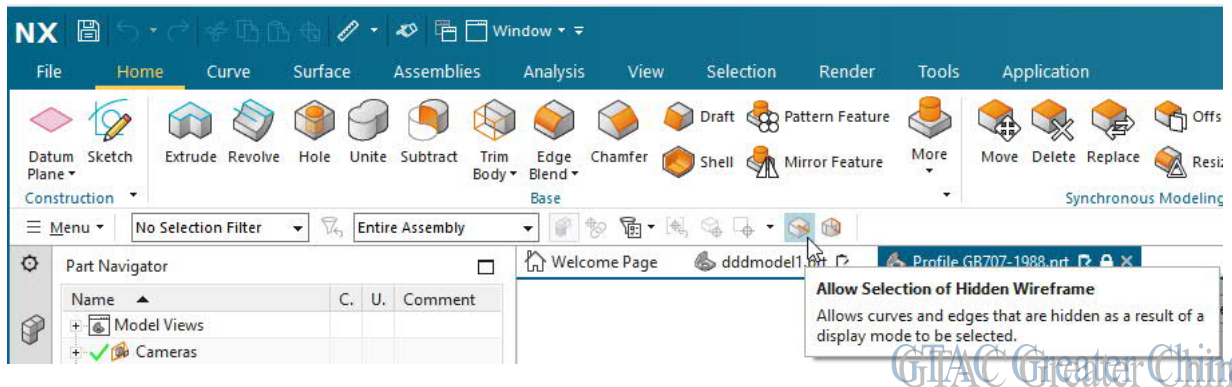 NX Window
File Home Curve Surface Assemblies Analysis View Selection Render Tools Application
Draft Pattern Feature Offs
Datum Plane Sketch Extrude Revolve Hole Unite Subtract Trim Body Edge Blend Chamfer Shell Mirror Feature More Move Delete Replace Resiz
Construction Base Synchronous Modeling
Menu No Selection Filter Entire Assembly
Part Navigator Welcome Page dddmodel1.prt Profile GB707-1988.prt
Name C. U. Comment
Model Views
Cameras
Allow Selection of Hidden Wireframe
Allows curves and edges that are hidden as a result of a
display mode to be selected.
GTAC Greater Chin